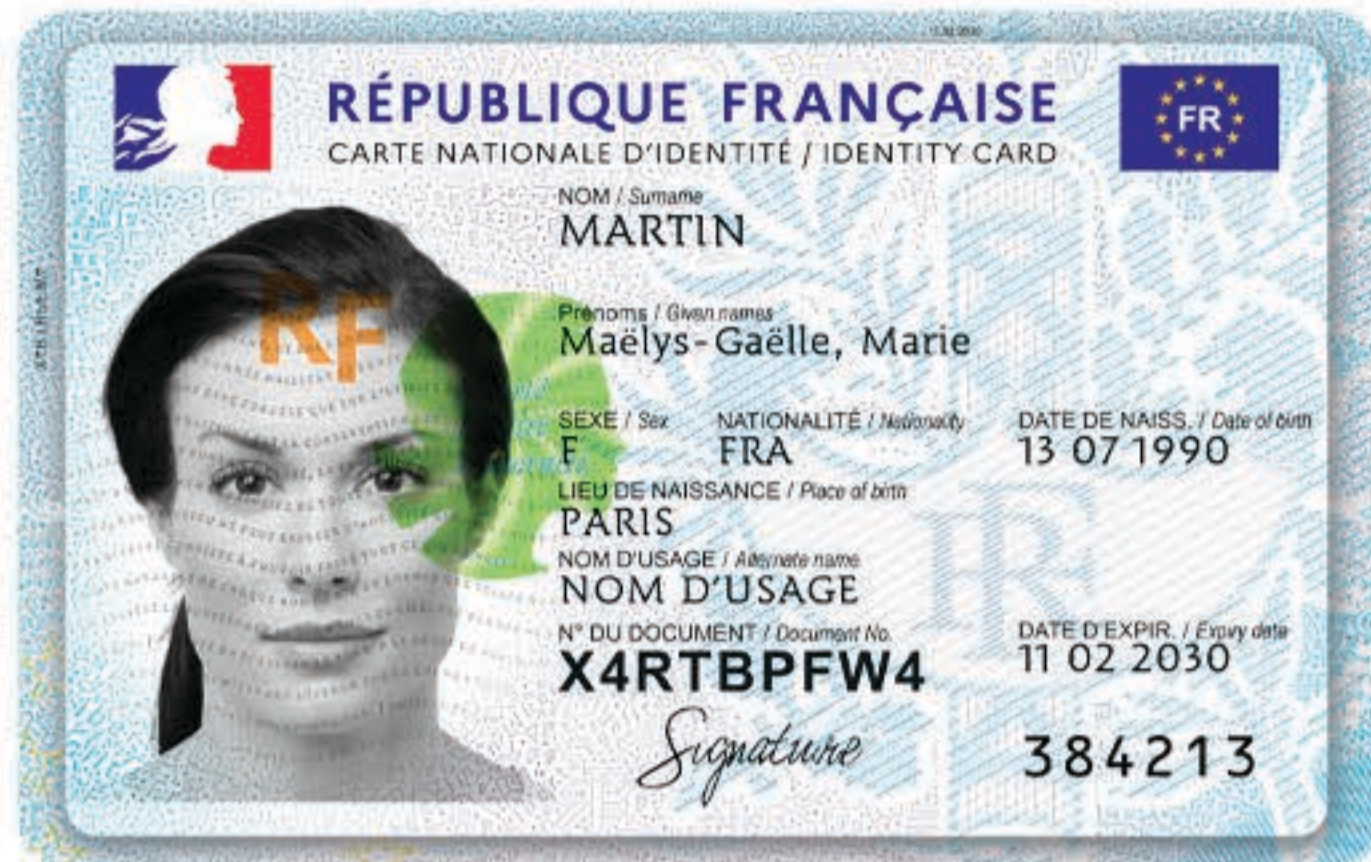 RÉPUBLIQUE FRANÇAISE
FR
CARTE NATIONALE D'IDENTITÉ / IDENTITY CARD
NOM / Surname
MARTIN
RF
Prénoms / Given names
Maëlys-Gaëlle, Marie
SEXE / Sex NATIONALITÉ / Nationality DATE DE NAISS. / Date of birth
F FRA 13 07 1990
LIEU DE NAISSANCE / Place of birth
PARIS
NOM D'USAGE / Alternate name
NOM D'USAGE
RF
N° DU DOCUMENT / Document No. DATE D'EXPIR. / Expiry date
X4RTBPFW4 11 02 2030
Signature 384213